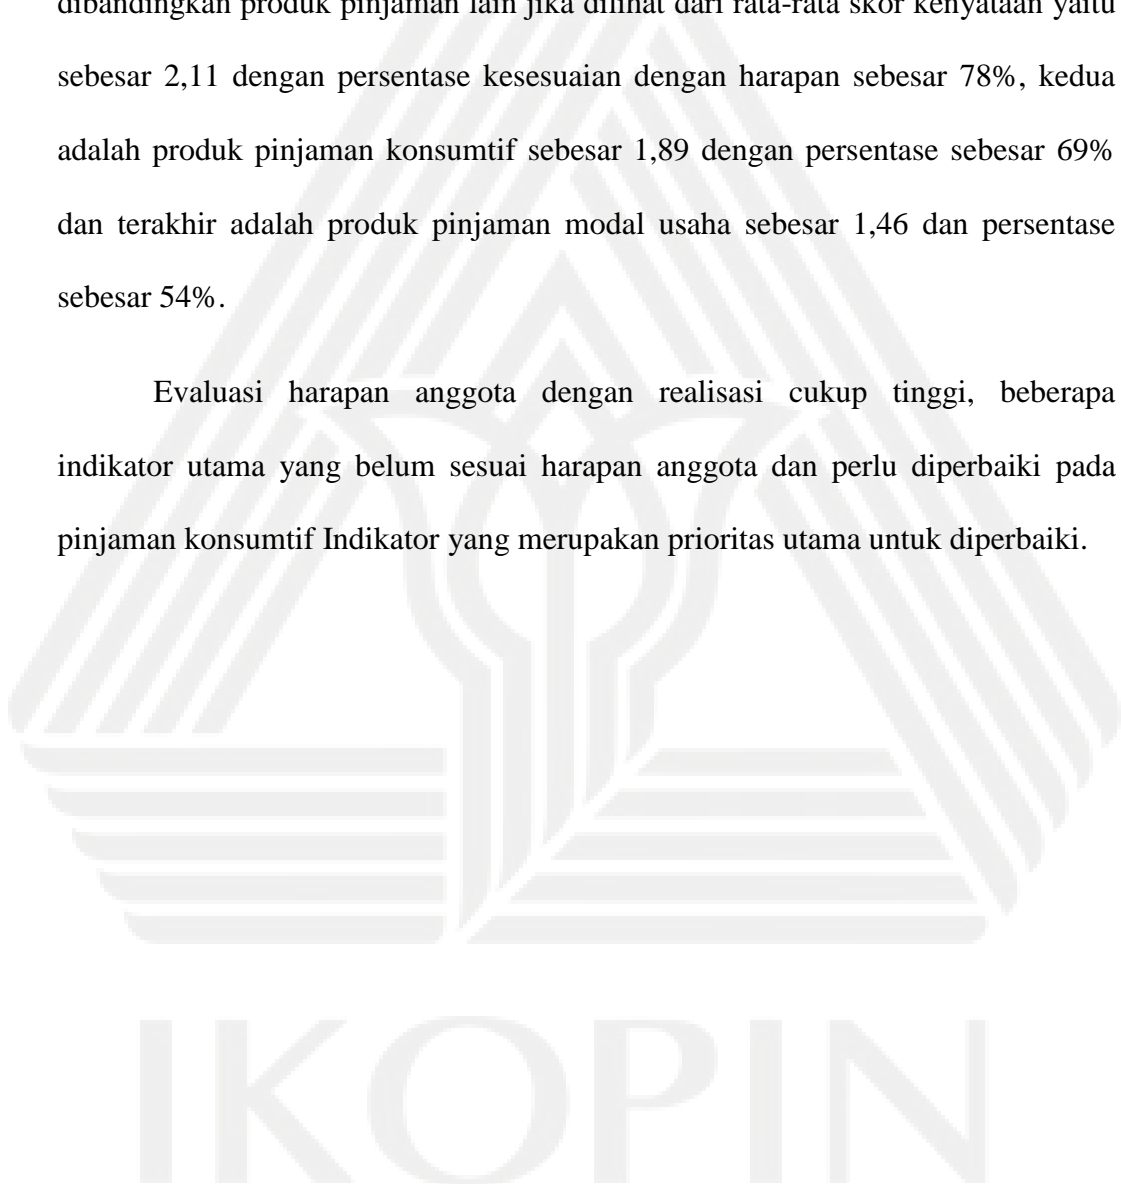 dibandingkan produk pinjaman lain jika dilihat dari rata-rata skor kenyataan yaitu
sebesar 2,11 dengan persentase kesesuaian dengan harapan sebesar 78%, kedua
adalah produk pinjaman konsumtif sebesar 1,89 dengan persentase sebesar 69%
dan terakhir adalah produk pinjaman modal usaha sebesar 1,46 dan persentase
sebesar 54%.
Evaluasi harapan anggota dengan realisasi cukup tinggi, beberapa
indikator utama yang belum sesuai harapan anggota dan perlu diperbaiki pada
pinjaman konsumtif Indikator yang merupakan prioritas utama untuk diperbaiki.
IKOPIN